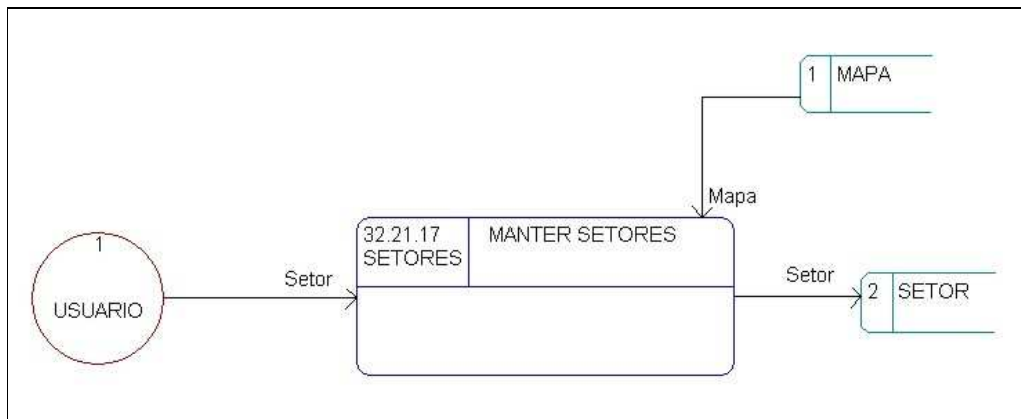 1 MAPA
Mapa
32.21.17 MANTER SETORES
SETORES
1
USUARIO
Setor
Setor
2 SETOR